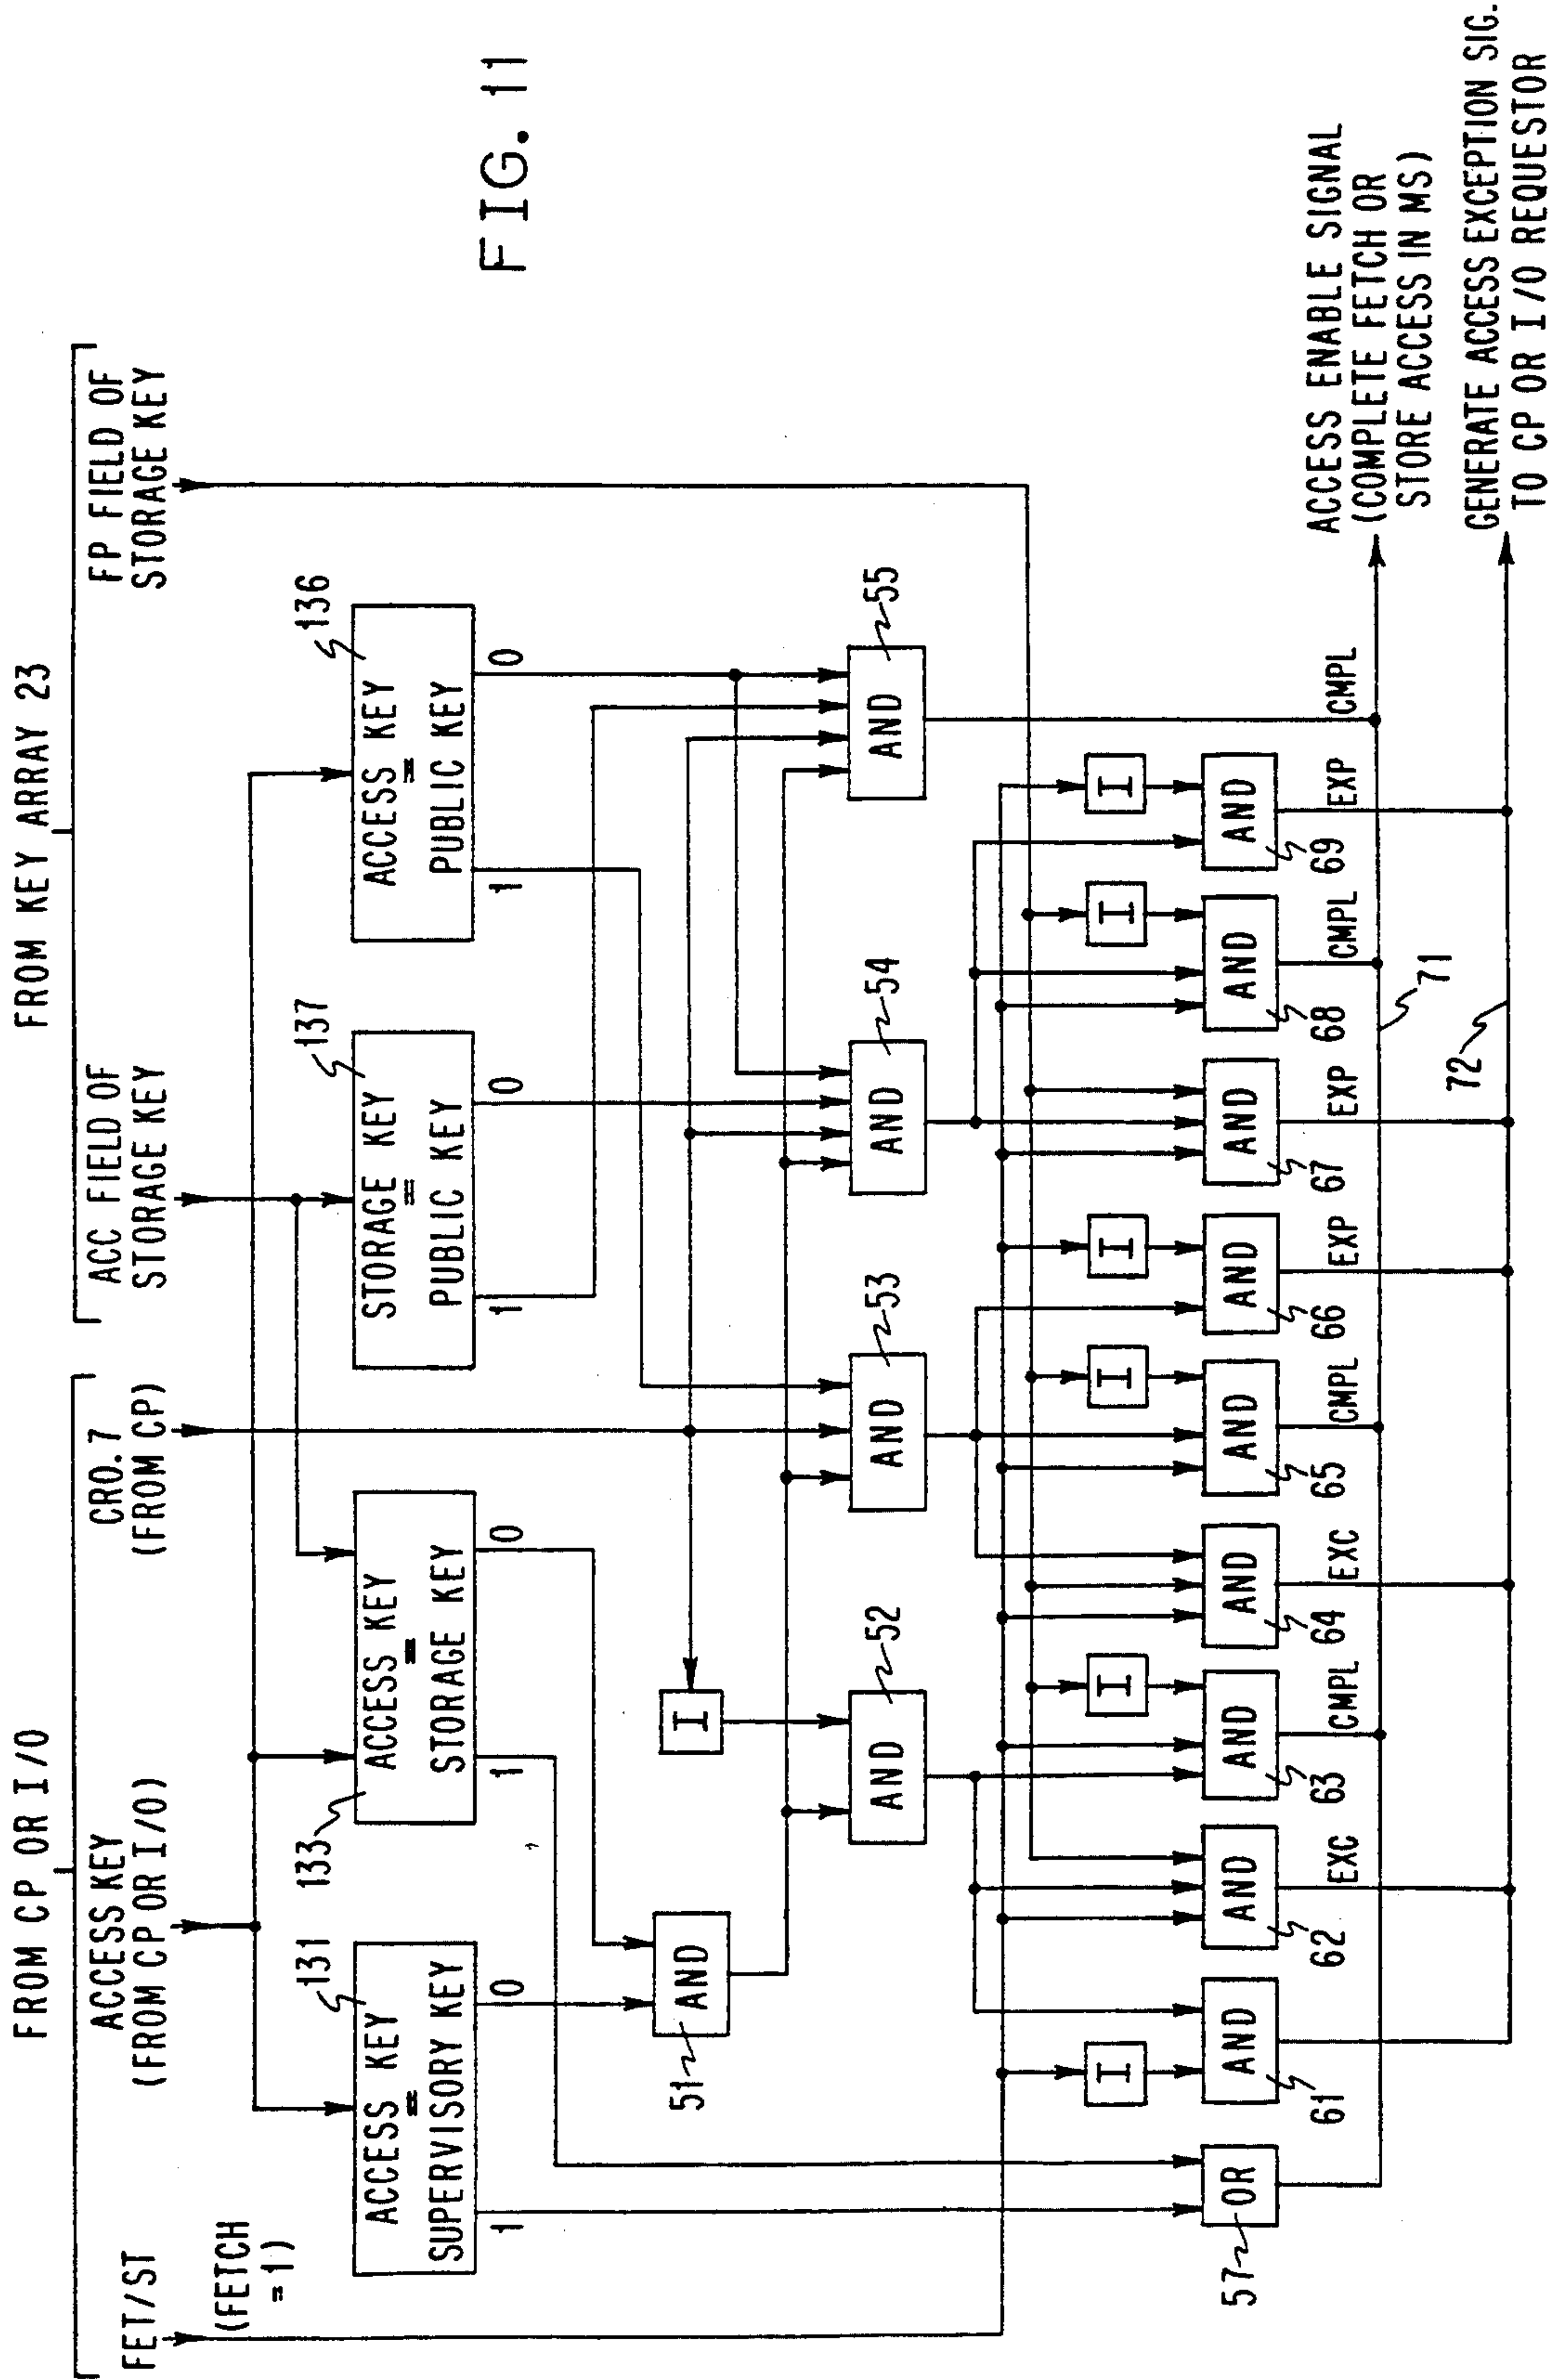 FROM CP OR I/O
FROM KEY ARRAY 23
FET/ST
(FETCH
=1)
ACCESS KEY
(FROM CP OR I/O)
CRO.7
(FROM CP)
ACC FIELD OF
STORAGE KEY
FP FIELD OF
STORAGE KEY
131
ACCESS KEY
=
SUPERVISORY KEY
1
0
133
ACCESS KEY
=
STORAGE KEY
1
0
137
STORAGE KEY
=
PUBLIC KEY
1
0
136
ACCESS KEY
=
PUBLIC KEY
1
0
FIG. 11
51
AND
I
AND
52
AND
53
AND
54
AND
55
I
I
I
I
I
I
57
OR
AND
61
AND
62
EXC
AND
63
CMPL
AND
64
EXC
AND
65
CMPL
AND
66
EXP
AND
67
EXP
AND
68
CMPL
AND
69
EXP
CMPL
71
72
ACCESS ENABLE SIGNAL
(COMPLETE FETCH OR
STORE ACCESS IN MS)
GENERATE ACCESS EXCEPTION SIG.
TO CP OR I/O REQUESTOR